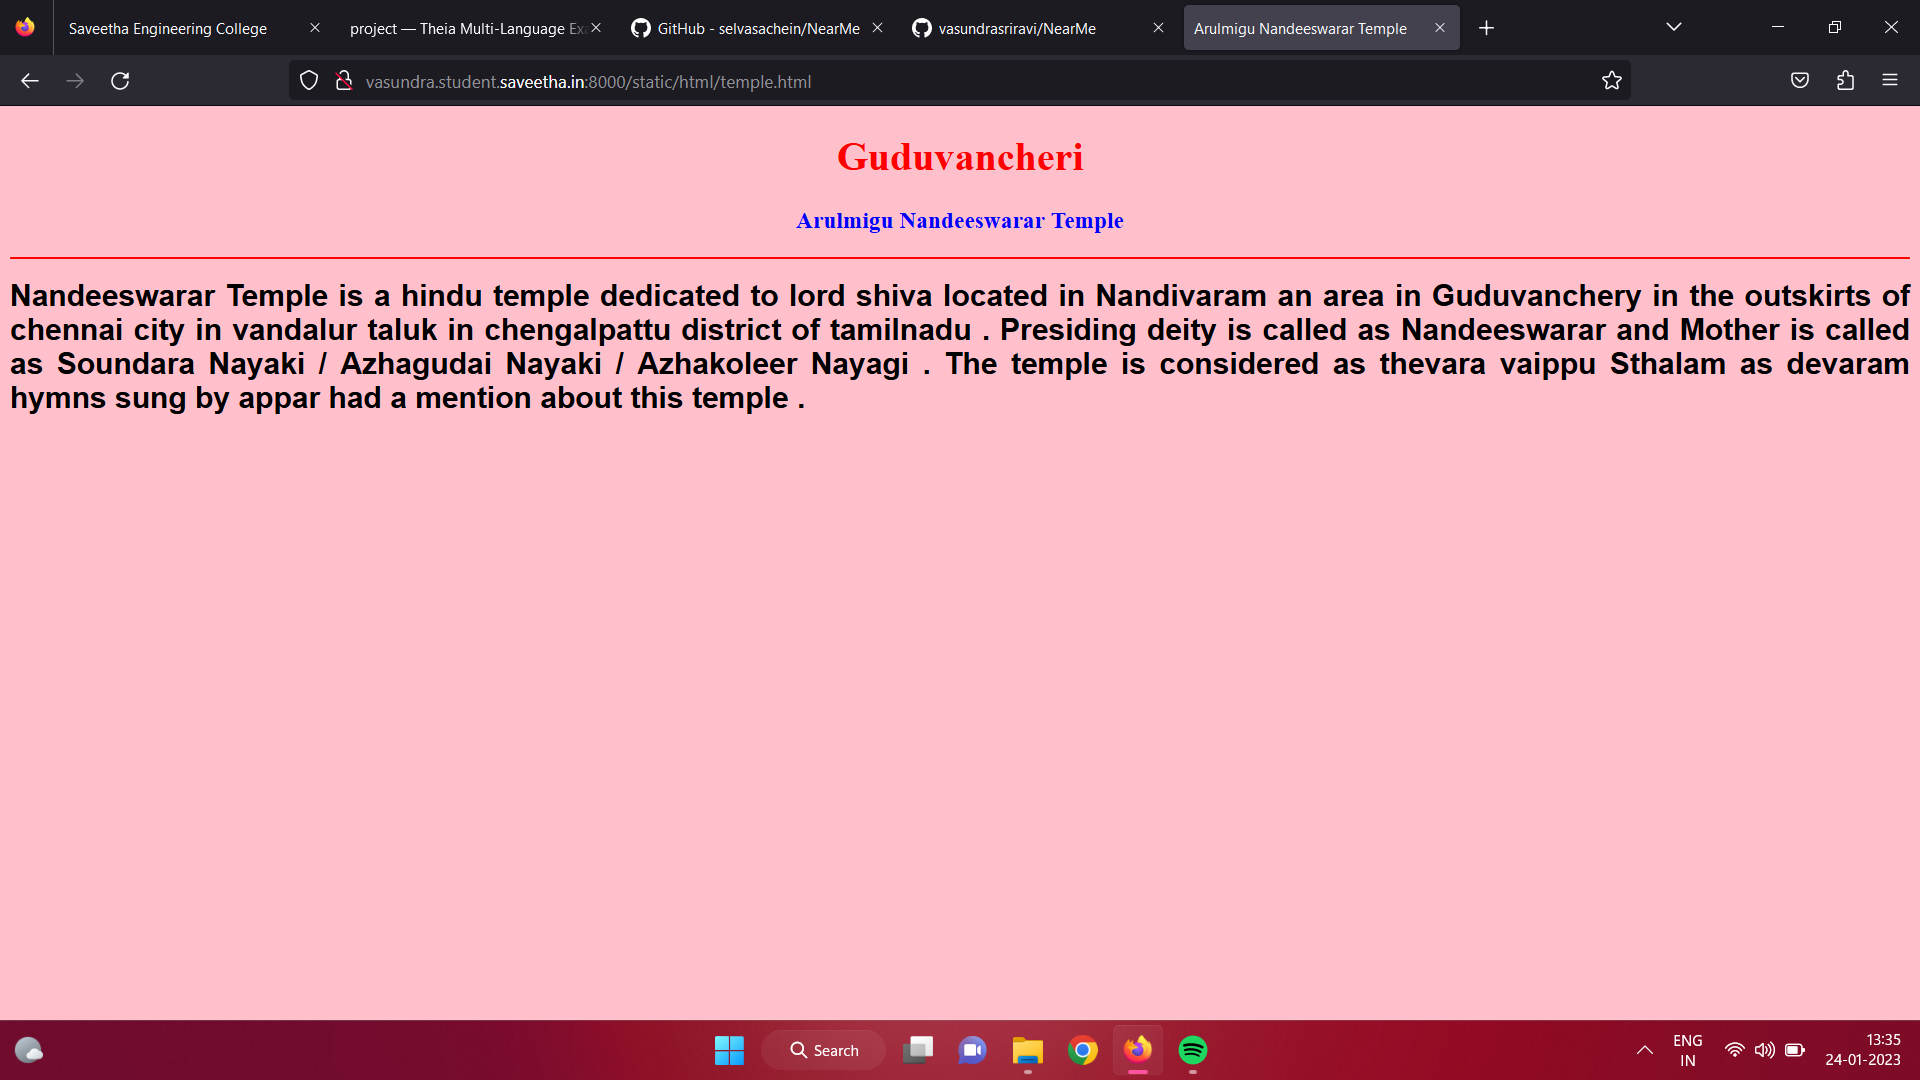 Saveetha Engineering College
project — Theia Multi-Language Ex
GitHub - selvasachein/NearMe
vasundrasriravi/NearMe
Arulmigu Nandeeswarar Temple
vasundra.student.saveetha.in:8000/static/html/temple.html
Guduvancheri
Arulmigu Nandeeswarar Temple
Nandeeswarar Temple is a hindu temple dedicated to lord shiva located in Nandivaram an area in Guduvanchery in the outskirts of
chennai city in vandalur taluk in chengalpattu district of tamilnadu . Presiding deity is called as Nandeeswarar and Mother is called
as Soundara Nayaki / Azhagudai Nayaki / Azhakoleer Nayagi . The temple is considered as thevara vaippu Sthalam as devaram
hymns sung by appar had a mention about this temple .
Search
ENG
IN
13:35
24-01-2023